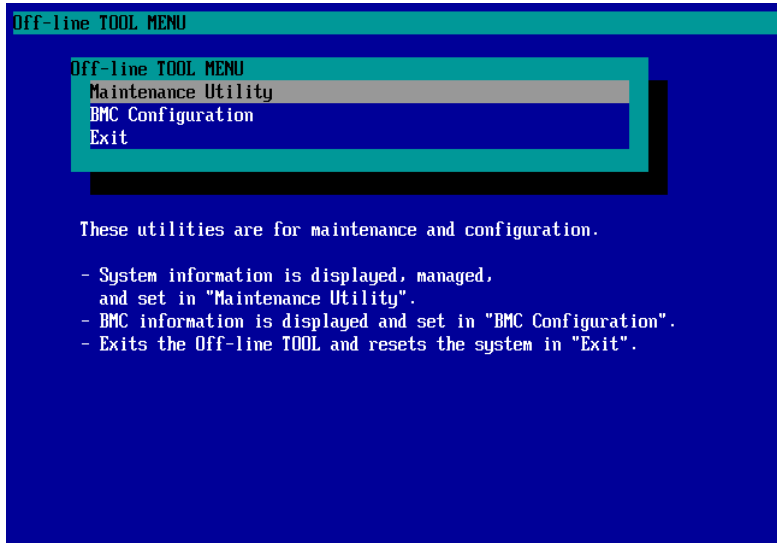 Off-line TOOL MENU
Off-line TOOL MENU
Maintenance Utility
BMC Configuration
Exit
These utilities are for maintenance and configuration.
- System information is displayed, managed,
and set in "Maintenance Utility".
- BMC information is displayed and set in "BMC Configuration".
- Exits the Off-line TOOL and resets the system in "Exit".